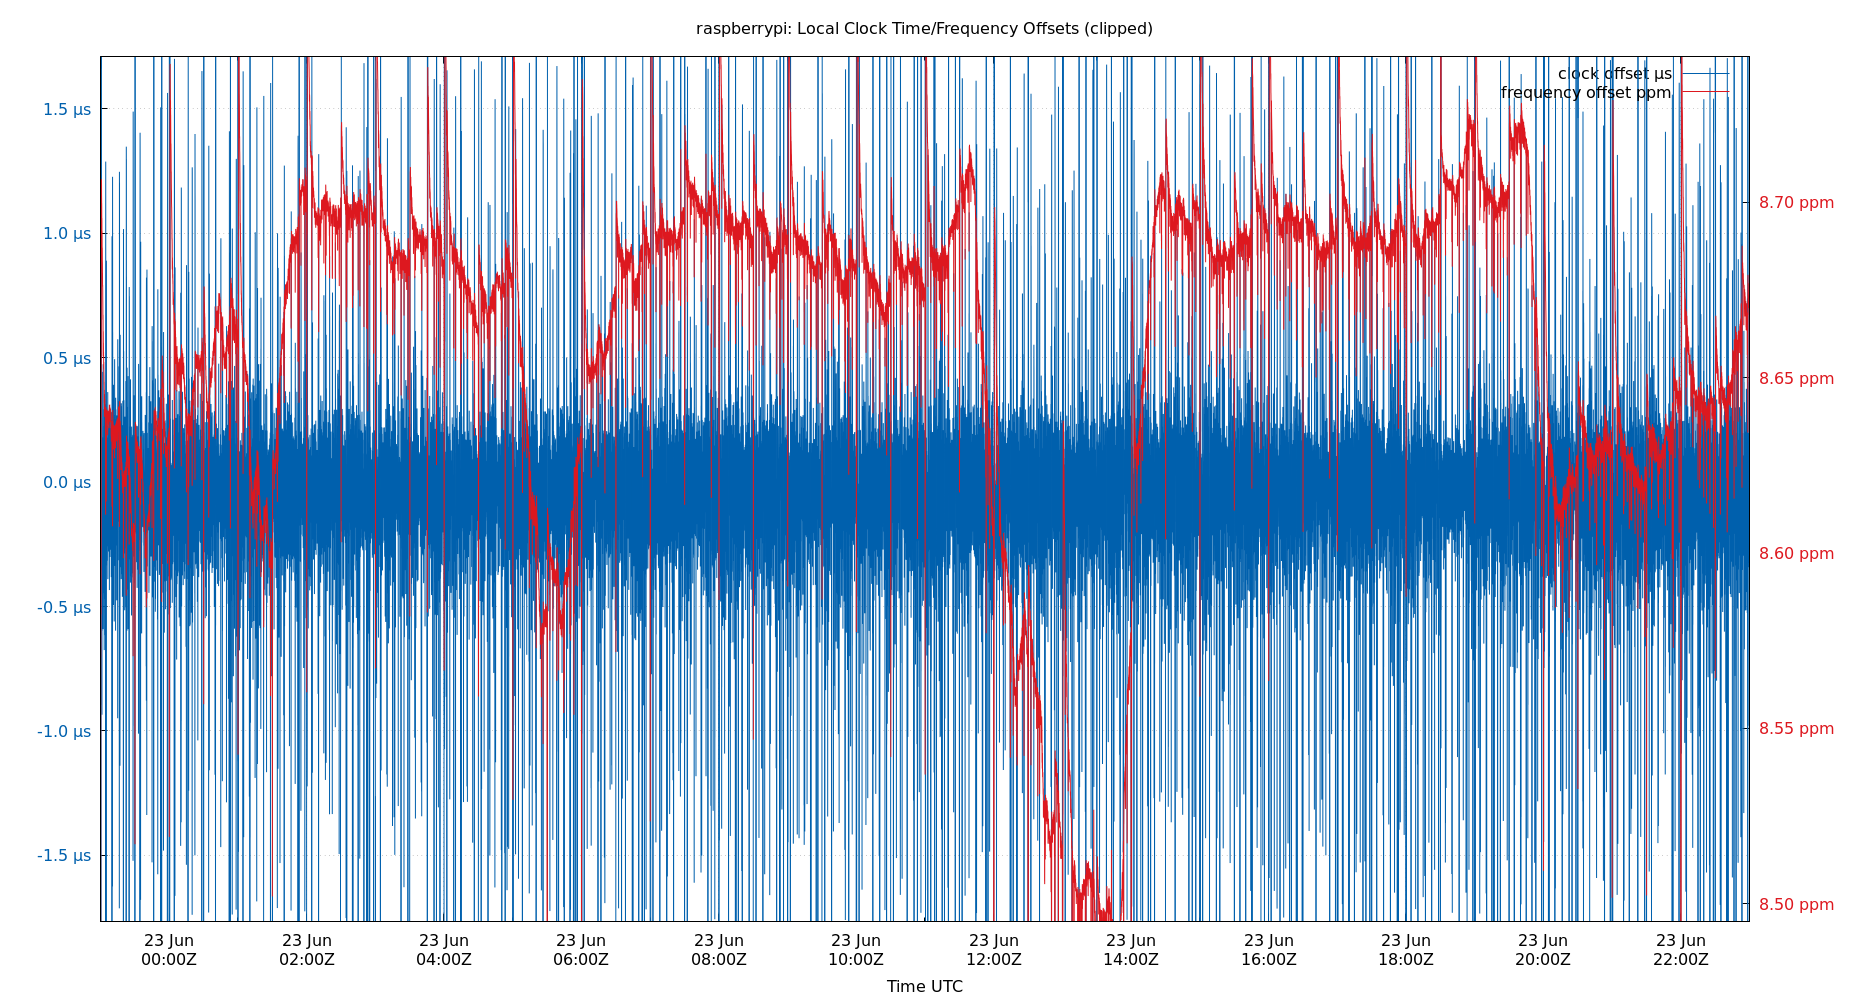 raspberrypi: Local Clock Time/Frequency Offsets (clipped)
clock offset µs
frequency offset ppm
1.5 µs
1.0 µs
0.5 µs
0.0 µs
-0.5 µs
-1.0 µs
-1.5 µs
8.70 ppm
8.65 ppm
8.60 ppm
8.55 ppm
8.50 ppm
23 Jun 23 Jun 23 Jun 23 Jun 23 Jun 23 Jun 23 Jun 23 Jun 23 Jun 23 Jun 23 Jun 23 Jun
00:00Z 02:00Z 04:00Z 06:00Z 08:00Z 10:00Z 12:00Z 14:00Z 16:00Z 18:00Z 20:00Z 22:00Z
Time UTC